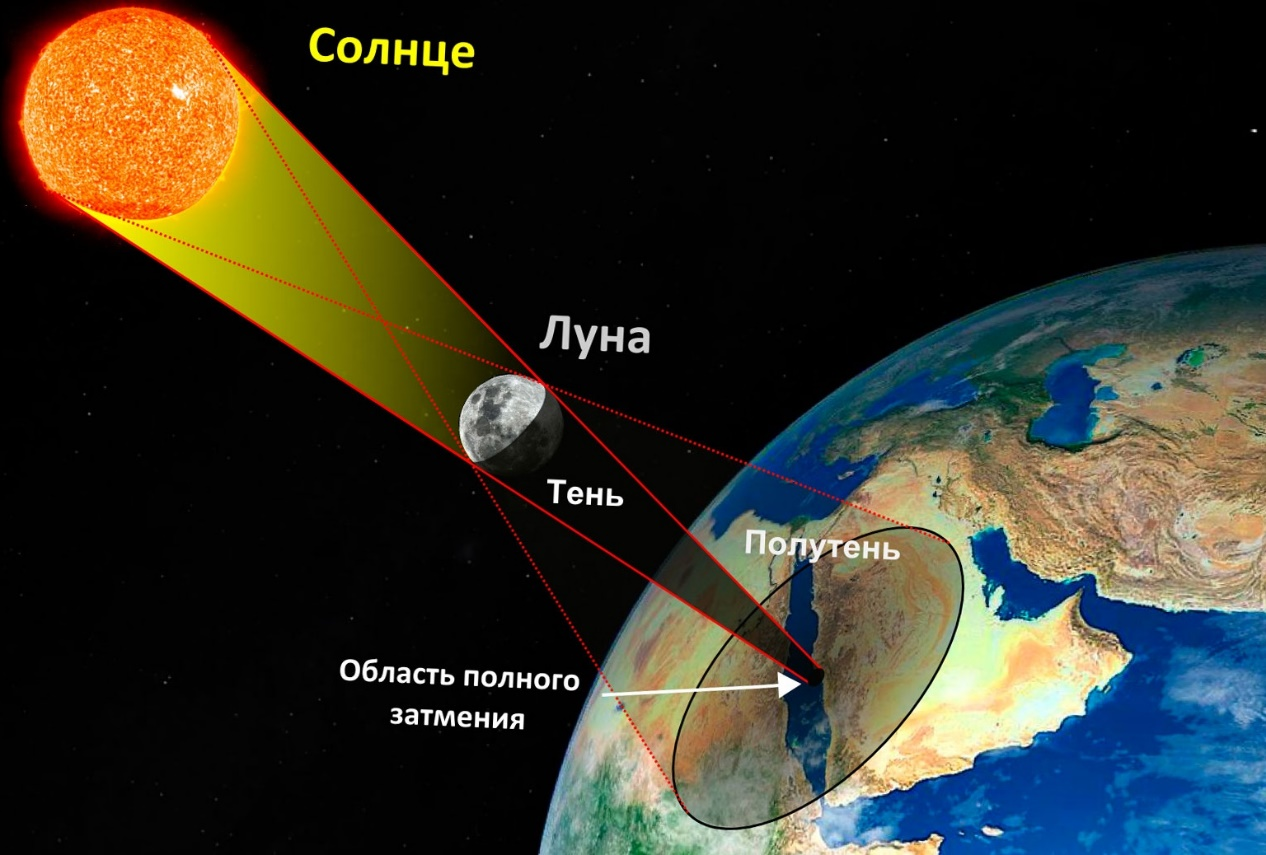 Солнце
Луна
Тень
Полутень
Область полного
затмения